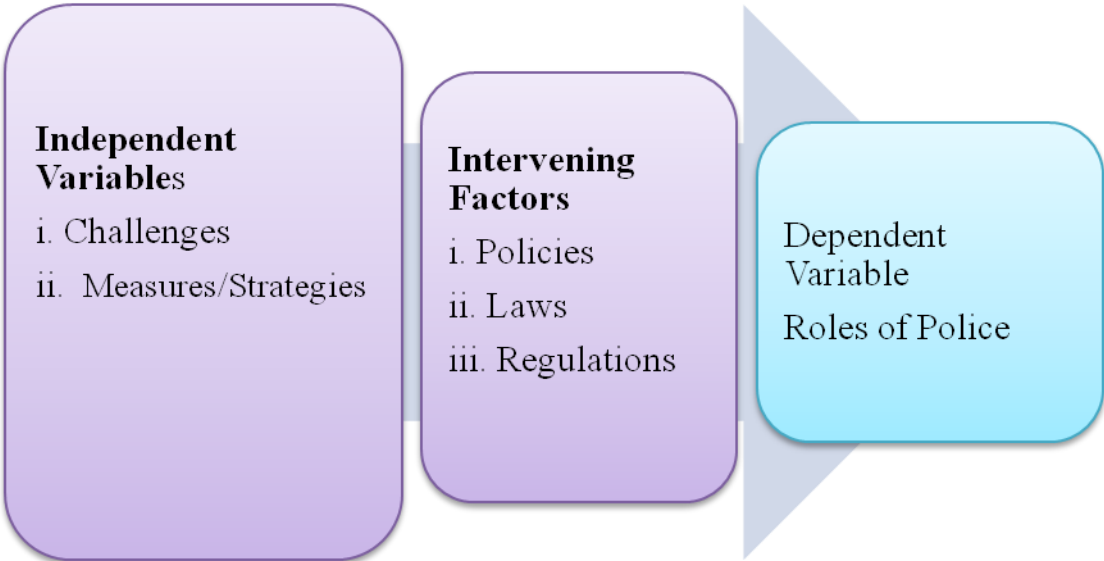 Independent
Variables
i. Challenges
ii. Measures/Strategies
Intervening
Factors
i. Policies
ii. Laws
iii. Regulations
Dependent
Variable
Roles of Police